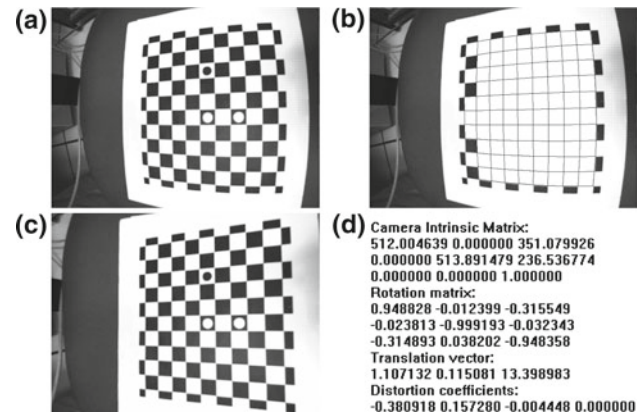 (a)
(b)
(c)
(d)
Camera Intrinsic Matrix:
512.004639 0.000000 351.079926
0.000000 513.891479 236.536774
0.000000 0.000000 1.000000
Rotation matrix:
0.948828 -0.012399 -0.315549
-0.023813 -0.999193 -0.032343
-0.314893 0.038202 -0.948358
Translation vector:
1.107132 0.115081 13.398983
Distortion coefficients:
-0.380918 0.157280 -0.004448 0.000000